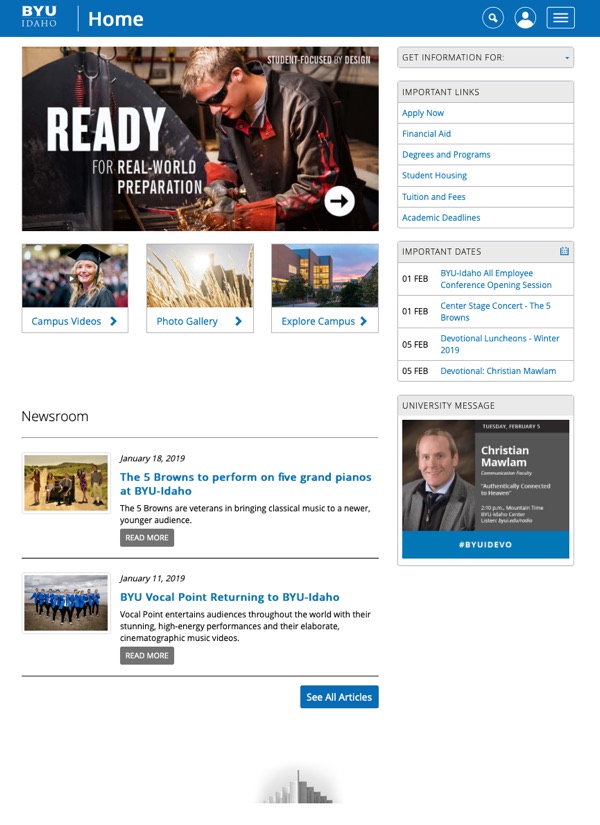 BYU
IDAHO
Home
STUDENT-FOCUSED BY DESIGN
READY
FOR REAL-WORLD
PREPARATION
Campus Videos
Photo Gallery
Explore Campus
Newsroom
January 18, 2019
The 5 Browns to perform on five grand pianos
at BYU-Idaho
The 5 Browns are veterans in bringing classical music to a newer,
younger audience.
READ MORE
January 11, 2019
BYU Vocal Point Returning to BYU-Idaho
Vocal Point entertains audiences throughout the world with their
stunning, high-energy performances and their elaborate,
cinematographic music videos.
READ MORE
See All Articles
GET INFORMATION FOR:
IMPORTANT LINKS
Apply Now
Financial Aid
Degrees and Programs
Student Housing
Tuition and Fees
Academic Deadlines
IMPORTANT DATES
01 FEB
BYU-Idaho All Employee
Conference Opening Session
01 FEB
Center Stage Concert - The 5
Browns
05 FEB
Devotional Luncheons - Winter
2019
05 FEB
Devotional: Christian Mawlam
UNIVERSITY MESSAGE
TUESDAY, FEBRUARY 5
Christian
Mawlam
Communication Faculty
"Authentically Connected
to Heaven"
2:10 p.m., Mountain Time
BYU-Idaho Center
Listen: byui.edu/radio
#BYUIDEVO